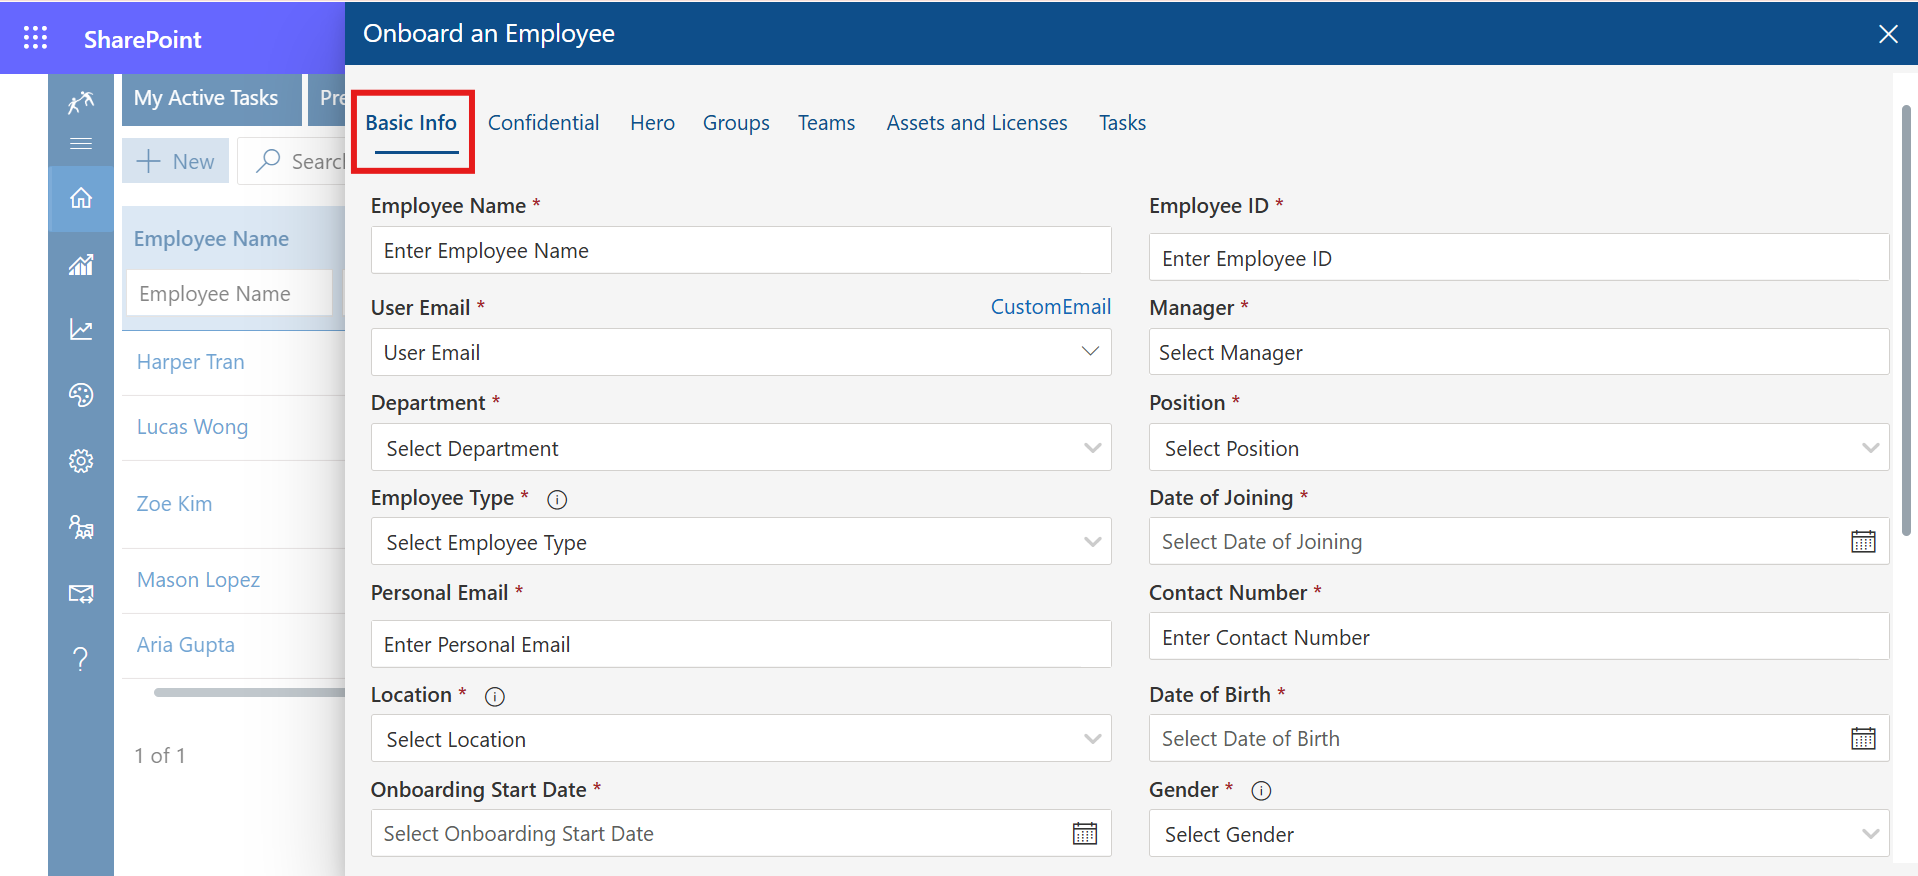 SharePoint
Onboard an Employee
My Active Tasks
Pre
New
Search
Employee Name
Employee Name
Harper Tran
Lucas Wong
Zoe Kim
Mason Lopez
Aria Gupta
1 of 1
Basic Info
Confidential
Hero
Groups
Teams
Assets and Licenses
Tasks
Employee Name *
Enter Employee Name
Employee ID *
Enter Employee ID
User Email *
CustomEmail
User Email
Manager *
Select Manager
Department *
Select Department
Position *
Select Position
Employee Type *
Select Employee Type
Date of Joining *
Select Date of Joining
Personal Email *
Enter Personal Email
Contact Number *
Enter Contact Number
Location *
Select Location
Date of Birth *
Select Date of Birth
Onboarding Start Date *
Select Onboarding Start Date
Gender *
Select Gender